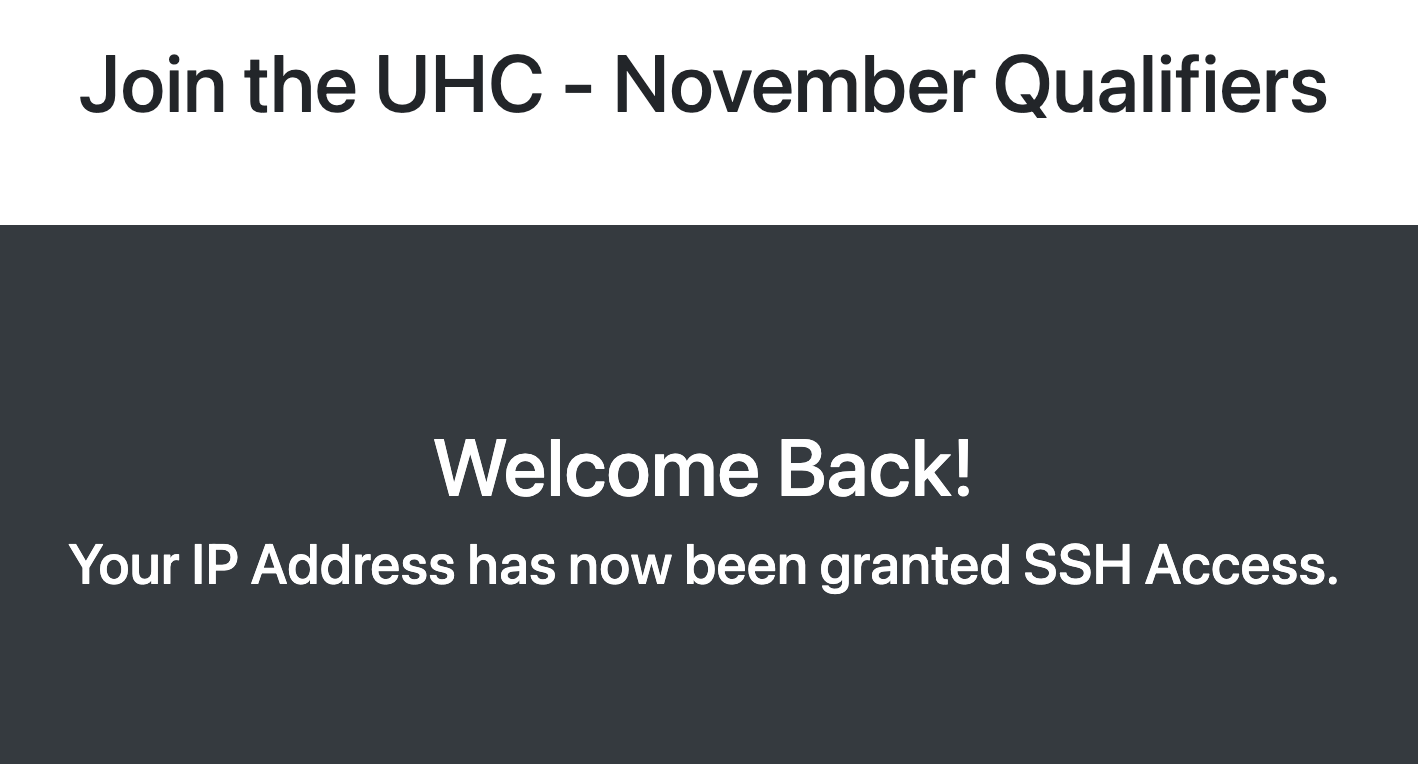 Join the UHC - November Qualifiers
Welcome Back!
Your IP Address has now been granted SSH Access.